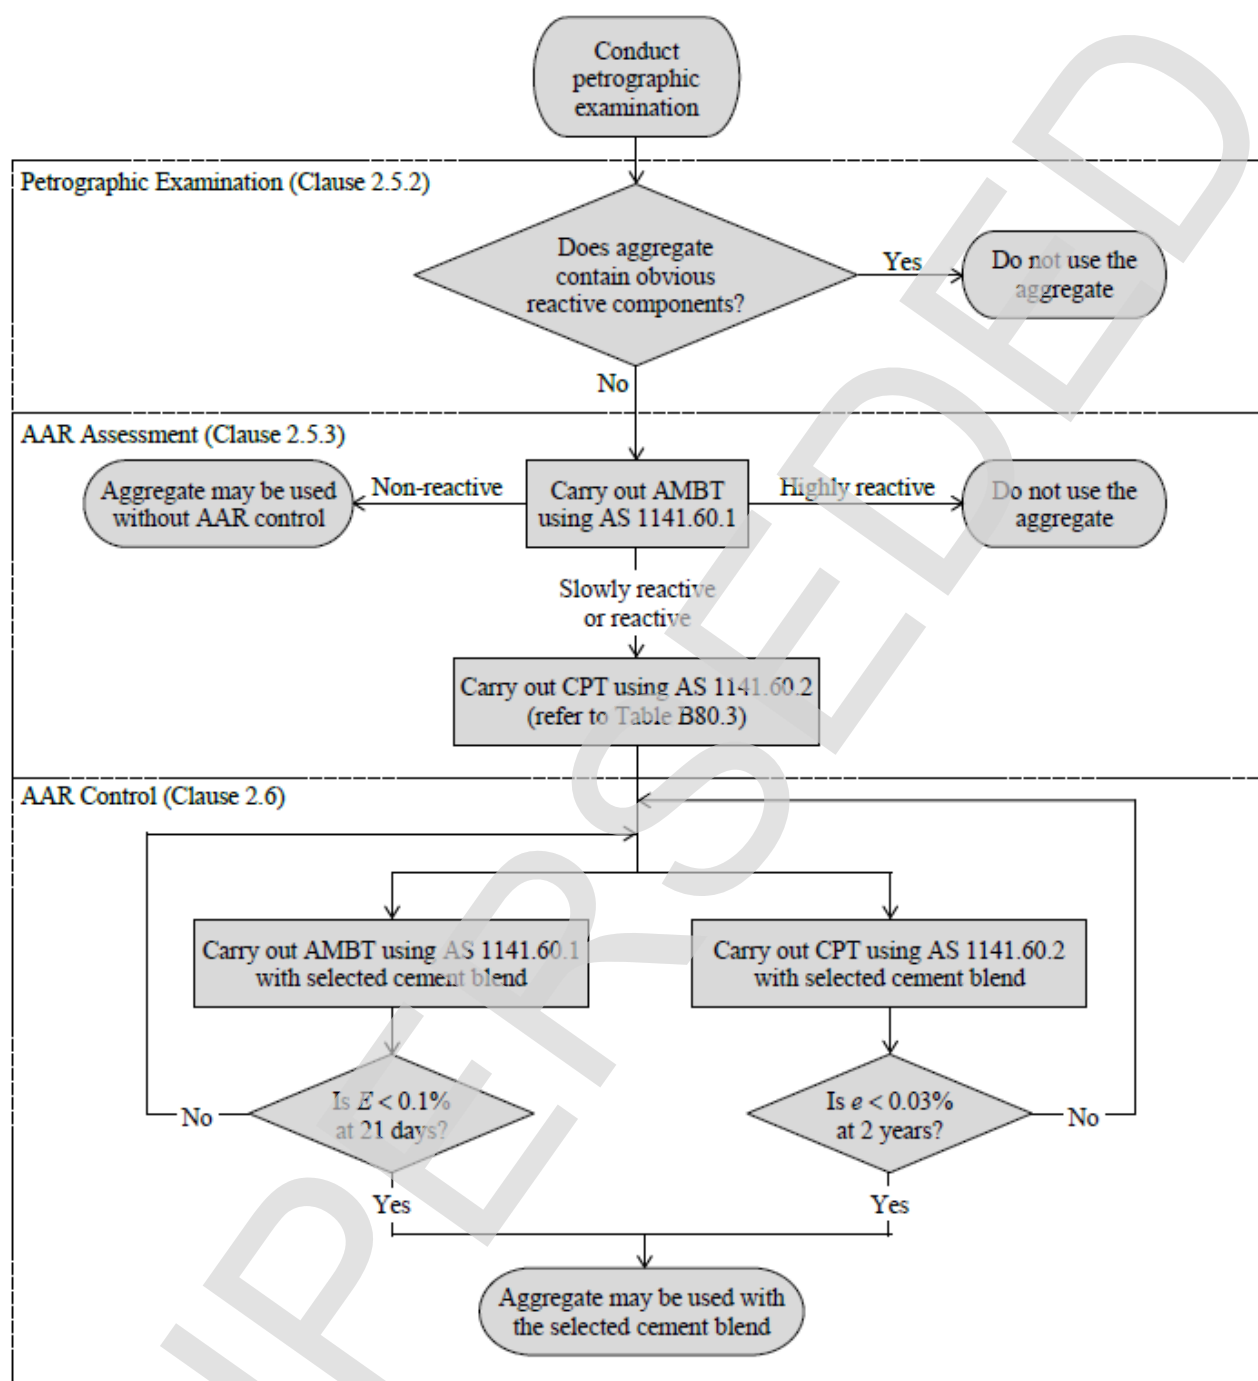 Conduct
petrographic
examination
Petrographic Examination (Clause 2.5.2)
Does aggregate
contain obvious
reactive components?
Yes
Do not use the
aggregate
No
AAR Assessment (Clause 2.5.3)
Aggregate may be used
without AAR control
Non-reactive
Carry out AMBT
using AS 1141.60.1
Highly reactive
Do not use the
aggregate
Slowly reactive
or reactive
Carry out CPT using AS 1141.60.2
(refer to Table B80.3)
AAR Control (Clause 2.6)
Carry out AMBT using AS 1141.60.1
with selected cement blend
Carry out CPT using AS 1141.60.2
with selected cement blend
Is E < 0.1%
at 21 days?
No
Is e < 0.03%
at 2 years?
No
Yes
Yes
Aggregate may be used with
the selected cement blend
UPERSEDED